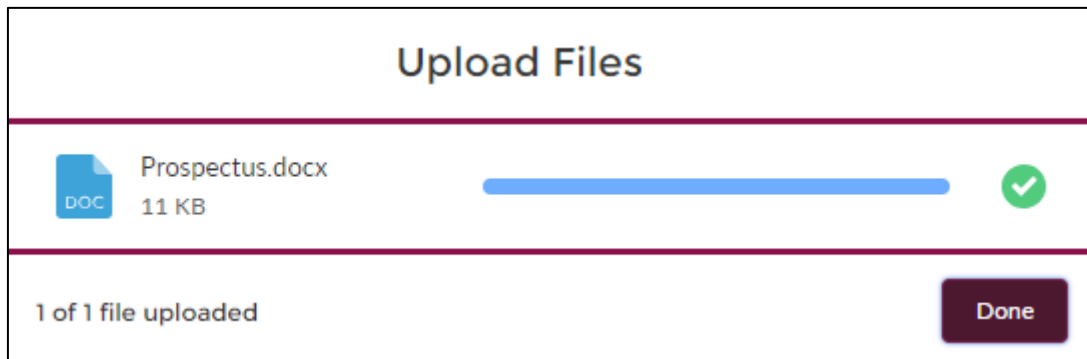 Upload Files
Prospectus.docx
DOC
11 KB
1 of 1 file uploaded
Done